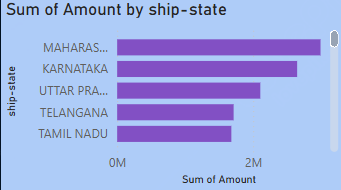 Sum of Amount by ship-state
ship-state
MAHARAS...
KARNATAKA
UTTAR PRA...
TELANGANA
TAMIL NADU
0M 2M
Sum of Amount